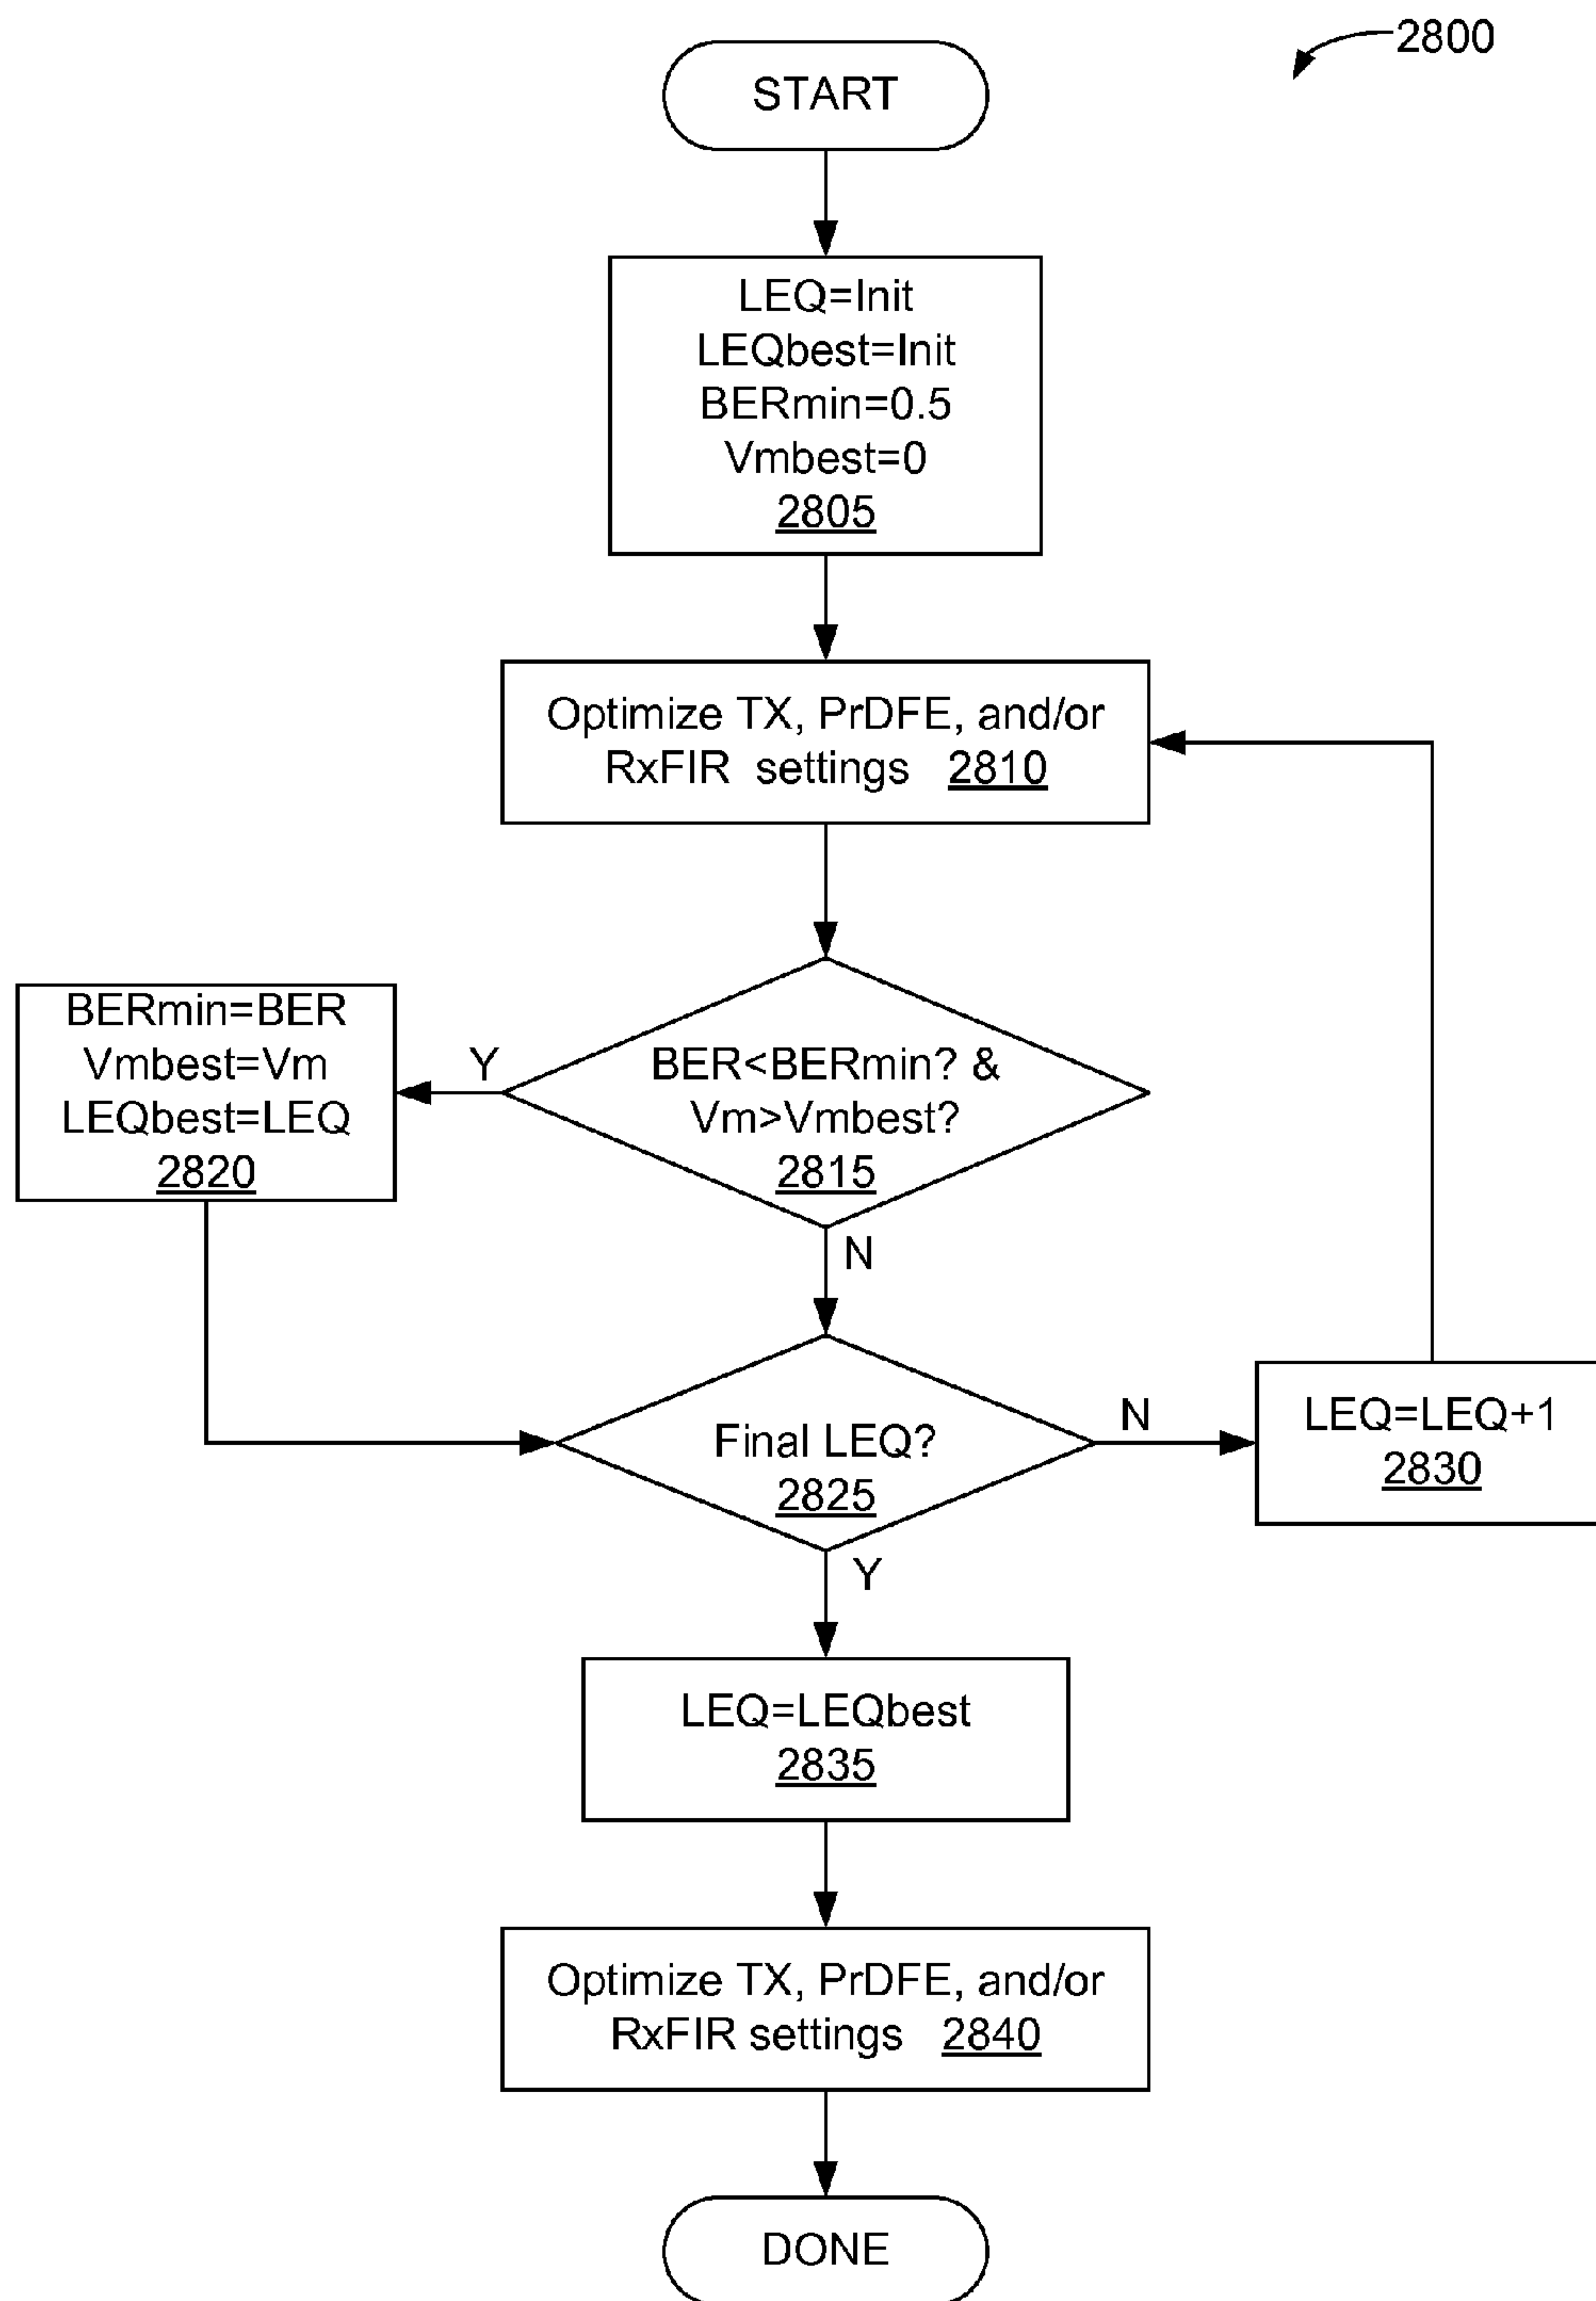 2800
START
LEQ=Init
LEQbest=Init
BERmin=0.5
Vmbest=0
2805
Optimize TX, PrDFE, and/or
RxFIR settings 2810
BER<BERmin? &
Vm>Vmbest?
2815
Y
N
BERmin=BER
Vmbest=Vm
LEQbest=LEQ
2820
Final LEQ?
2825
N
Y
LEQ=LEQ+1
2830
LEQ=LEQbest
2835
Optimize TX, PrDFE, and/or
RxFIR settings 2840
DONE